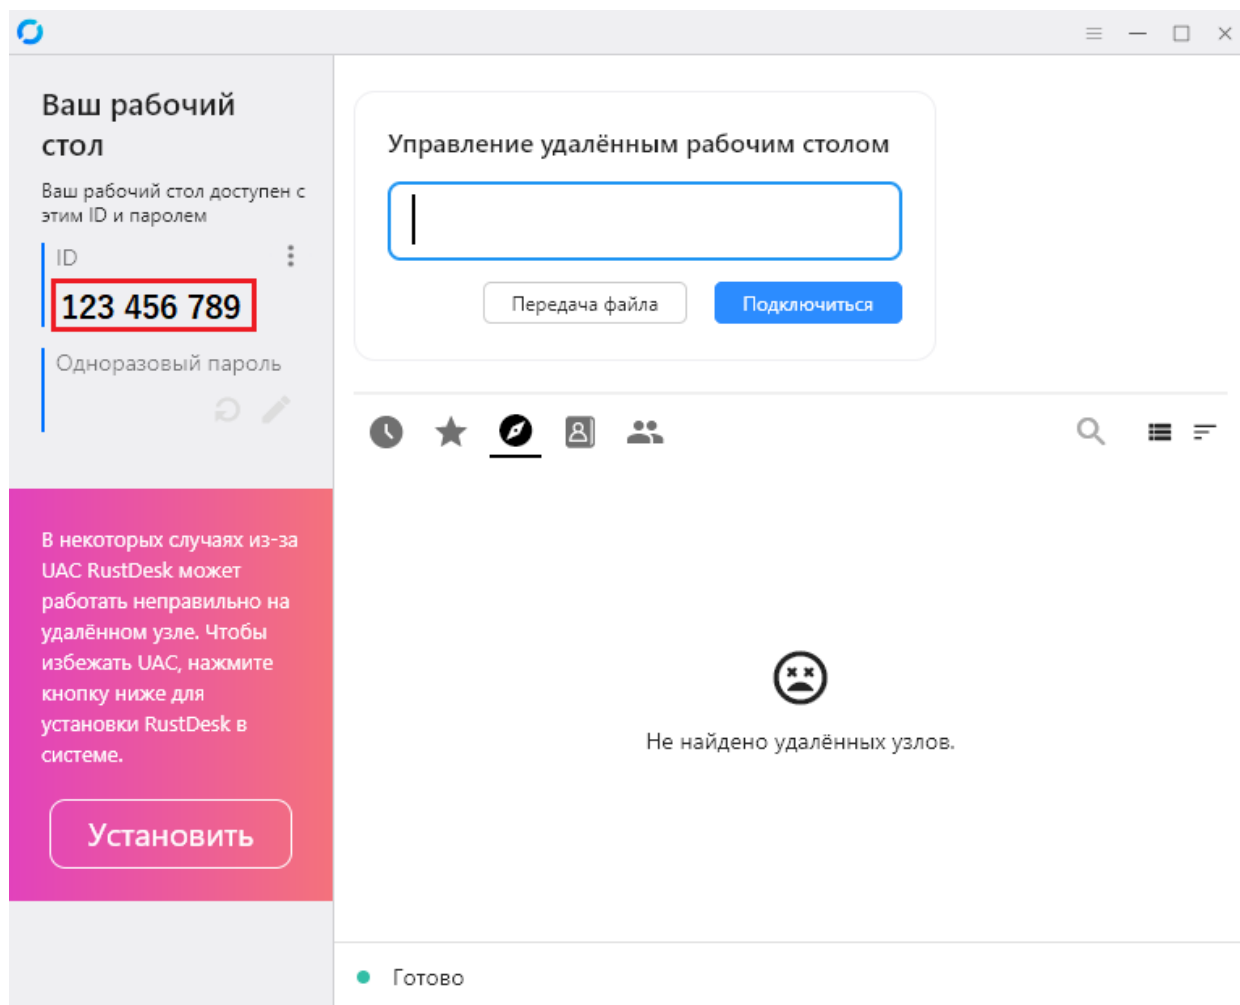 Ваш рабочий
стол
Ваш рабочий стол доступен с
этим ID и паролем
ID
123 456 789
Одноразовый пароль
В некоторых случаях из-за
UAC RustDesk может
работать неправильно на
удалённом узле. Чтобы
избежать UAC, нажмите
кнопку ниже для
установки RustDesk в
системе.
Установить
Управление удалённым рабочим столом
Передача файла
Подключиться
Не найдено удалённых узлов.
Готово